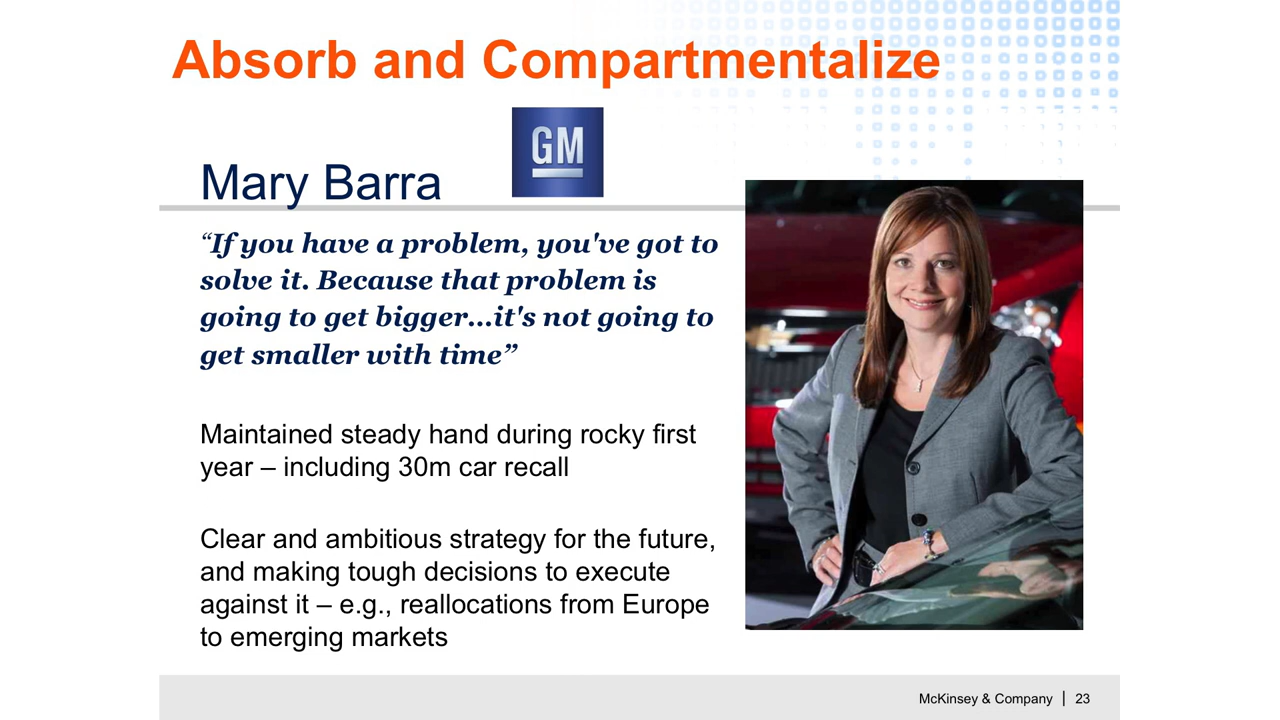 Absorb and Compartmentalize
GM
Mary Barra
“If you have a problem, you've got to
solve it. Because that problem is
going to get bigger...it's not going to
get smaller with time”
Maintained steady hand during rocky first
year – including 30m car recall
Clear and ambitious strategy for the future,
and making tough decisions to execute
against it – e.g., reallocations from Europe
to emerging markets
McKinsey & Company | 23